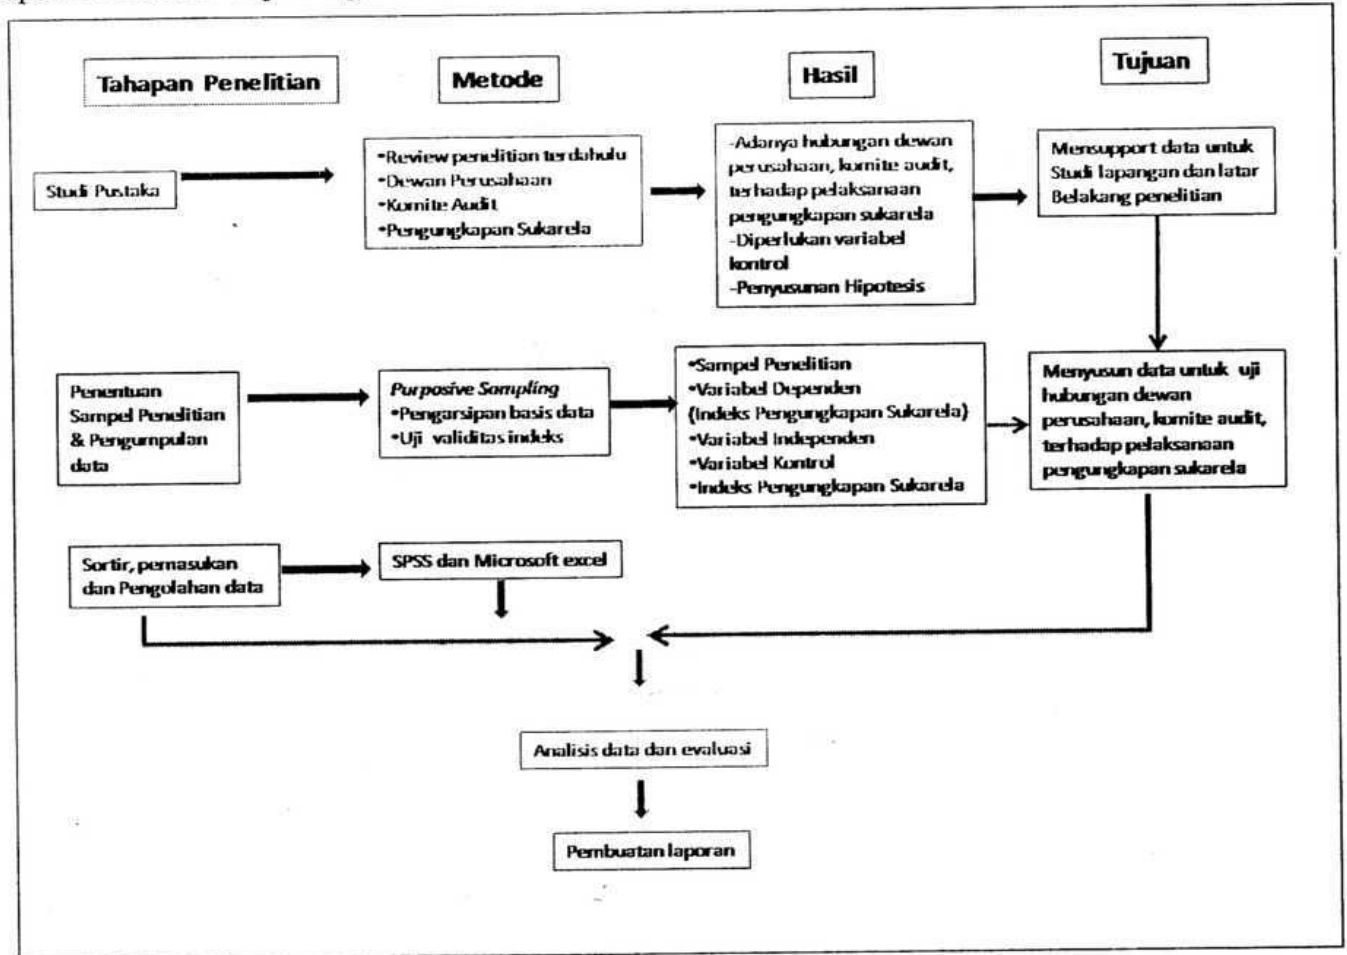 Tahapan Penelitian
Metode
Hasil
Tujuan
Studi Pustaka
•Review penelitian terdahulu
•Dewan Perusahaan
•Komite Audit
•Pengungkapan Sukarela
-Adanya hubungan dewan
perusahaan, komite audit,
terhadap pelaksanaan
pengungkapan sukarela
-Diperlukan variabel
kontrol
-Penyusunan Hipotesis
Mensupport data untuk
Studi lapangan dan latar
Belakang penelitian
Penentuan
Sampel Penelitian
& Pengumpulan
data
Purposive Sampling
•Pengarsipan basis data
•Uji validitas indeks
•Sampel Penelitian
•Variabel Dependen
(Indeks Pengungkapan Sukarela)
•Variabel Independen
•Variabel Kontrol
•Indeks Pengungkapan Sukarela
Menyusun data untuk uji
hubungan dewan
perusahaan, komite audit,
terhadap pelaksanaan
pengungkapan sukarela
Sortir, pemasukan
dan Pengolahan data
SPSS dan Microsoft excel
Analisis data dan evaluasi
Pembuatan laporan